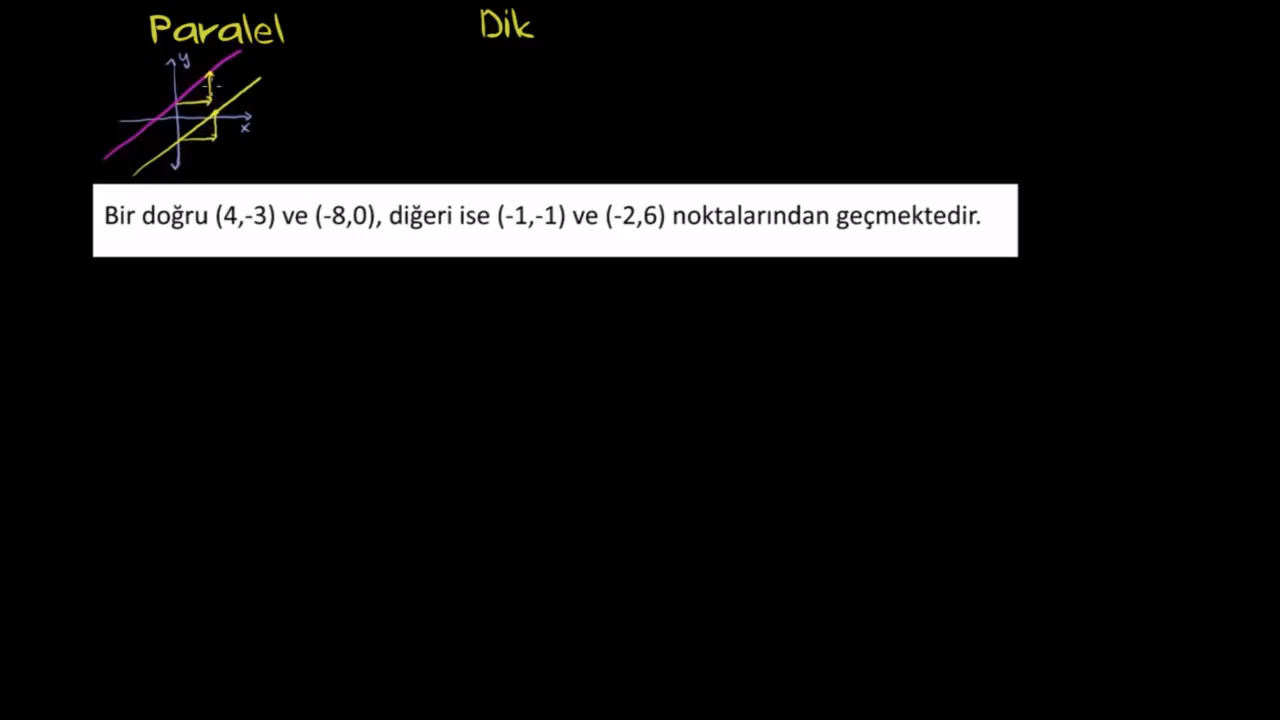 Paralel Dik
y
x
Bir doğru (4,-3) ve (-8,0), diğeri ise (-1,-1) ve (-2,6) noktalarından geçmektedir.